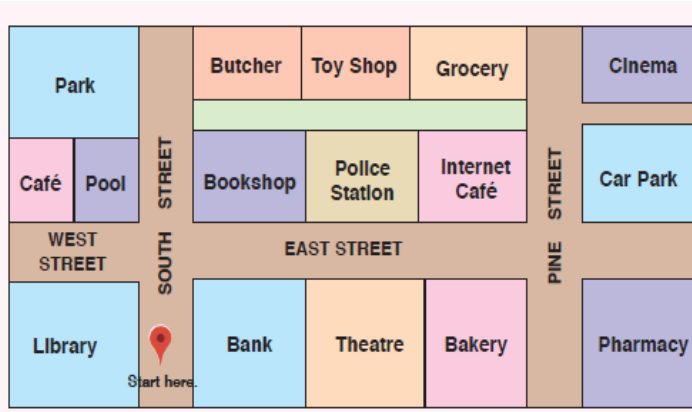 Butcher
Toy Shop
Grocery
CInema
Park
Café
Pool
SOUTH STREET
Bookshop
Police
Station
Internet
Café
PINE STREET
Car Park
WEST
STREET
EAST STREET
LIbrary
Start here.
Bank
Theatre
Bakery
Pharmacy